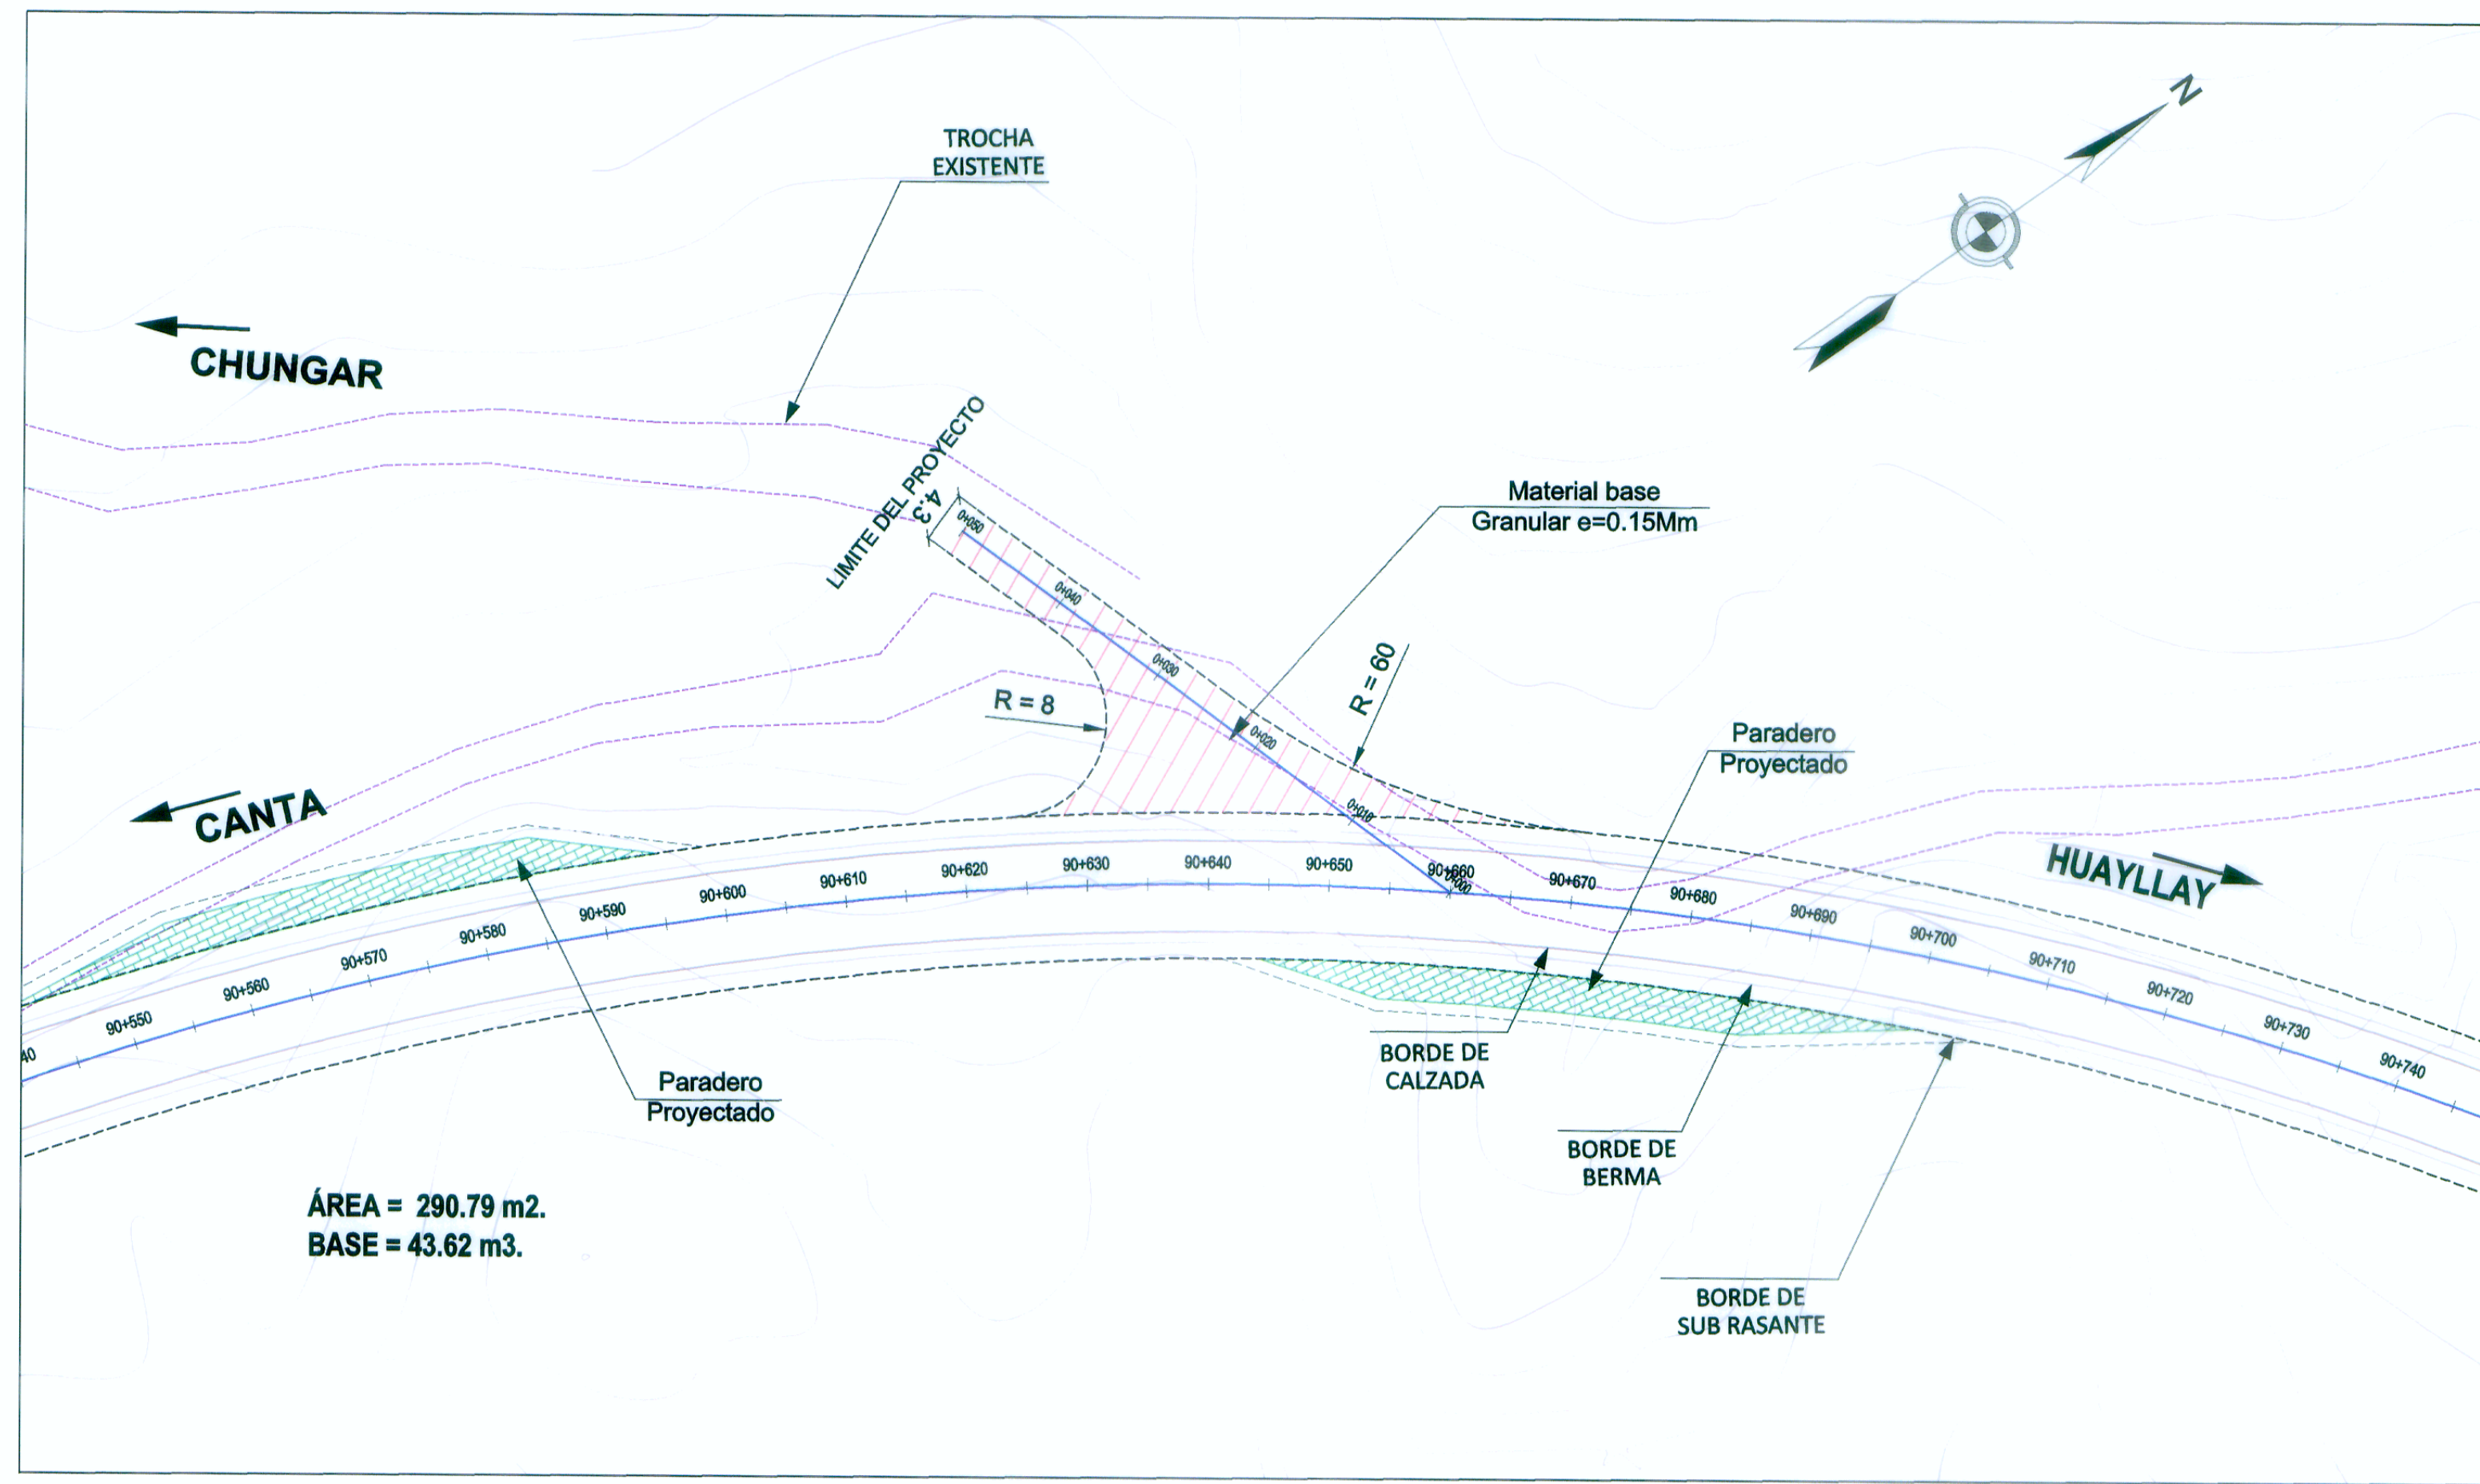 N
TROCHA
EXISTENTE
CHUNGAR
LIMITE DEL PROYECTO
4.3
0+050
0+040
0+030
0+020
0+010
0+000
Material base
Granular e=0.15Mm
R = 8
R = 60
Paradero
Proyectado
CANTA
HUAYLLAY
40
90+550
90+560
90+570
90+580
90+590
90+600
90+610
90+620
90+630
90+640
90+650
90+660
90+670
90+680
90+690
90+700
90+710
90+720
90+730
90+740
Paradero
Proyectado
BORDE DE
CALZADA
BORDE DE
BERMA
BORDE DE
SUB RASANTE
ÁREA = 290.79 m2.
BASE = 43.62 m3.